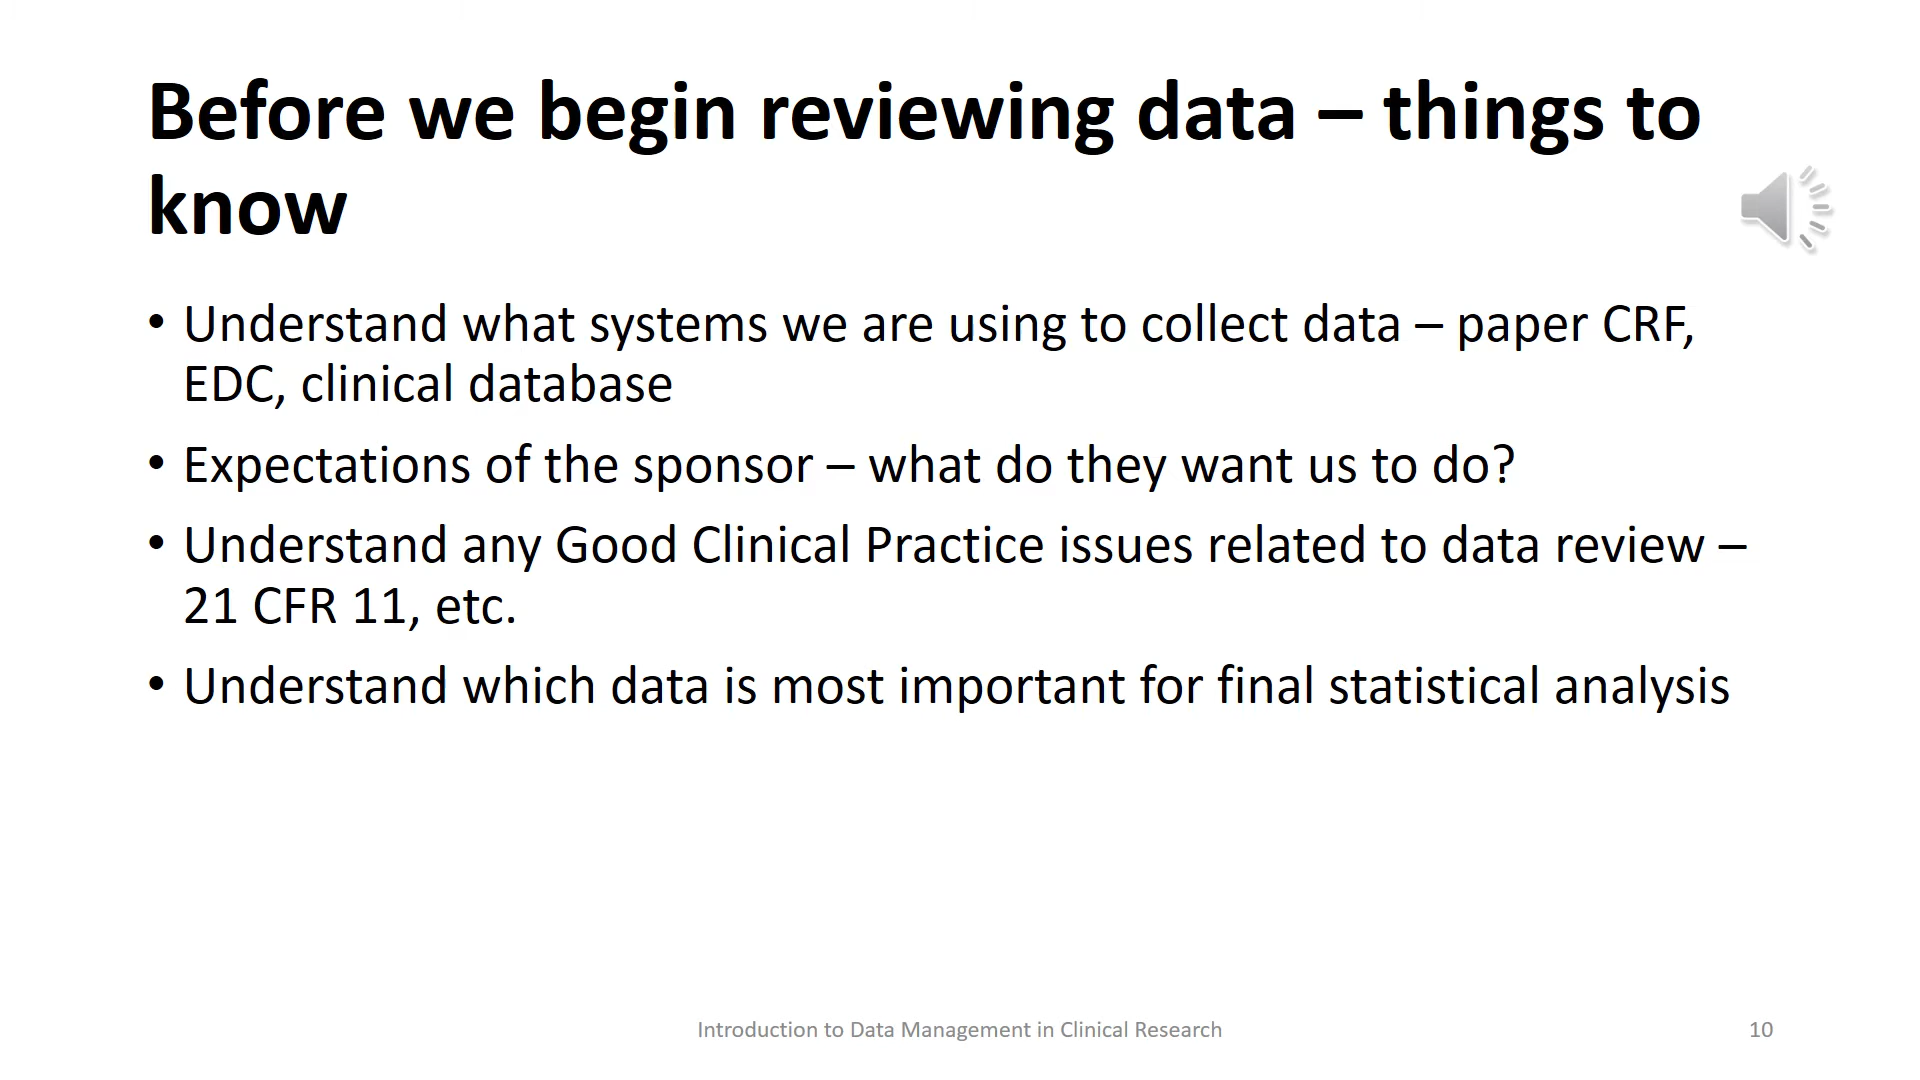 Before we begin reviewing data – things to
know
• Understand what systems we are using to collect data – paper CRF,
EDC, clinical database
• Expectations of the sponsor – what do they want us to do?
• Understand any Good Clinical Practice issues related to data review –
21 CFR 11, etc.
• Understand which data is most important for final statistical analysis
Introduction to Data Management in Clinical Research
10